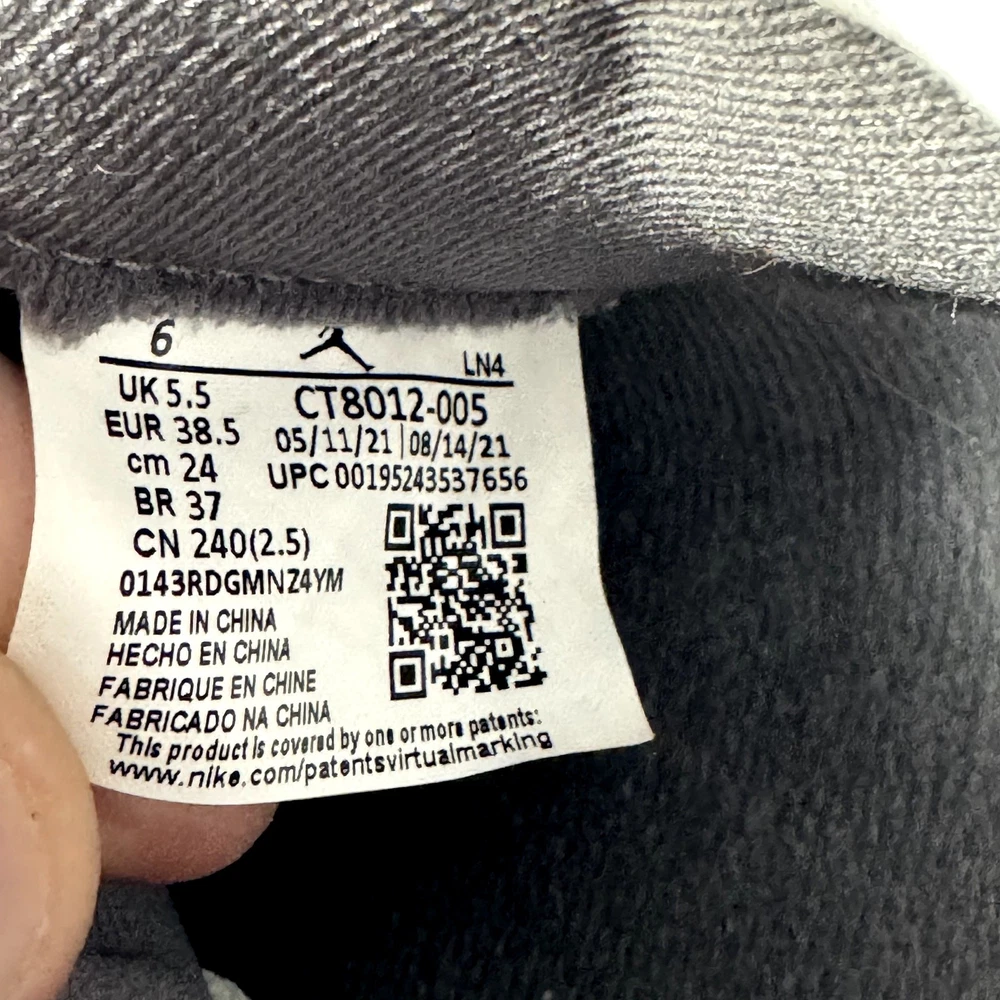 6
LN4
UK 5.5
EUR 38.5
cm 24
BR 37
CN 240(2.5)
0143RDGMNZ4YM
CT8012-005
05/11/21 | 08/14/21
UPC 00195243537656
MADE IN CHINA
HECHO EN CHINA
FABRIQUE EN CHINE
FABRICADO NA CHINA
This product is covered by one or more patents:
www.nike.com/patentsvirtualmarking